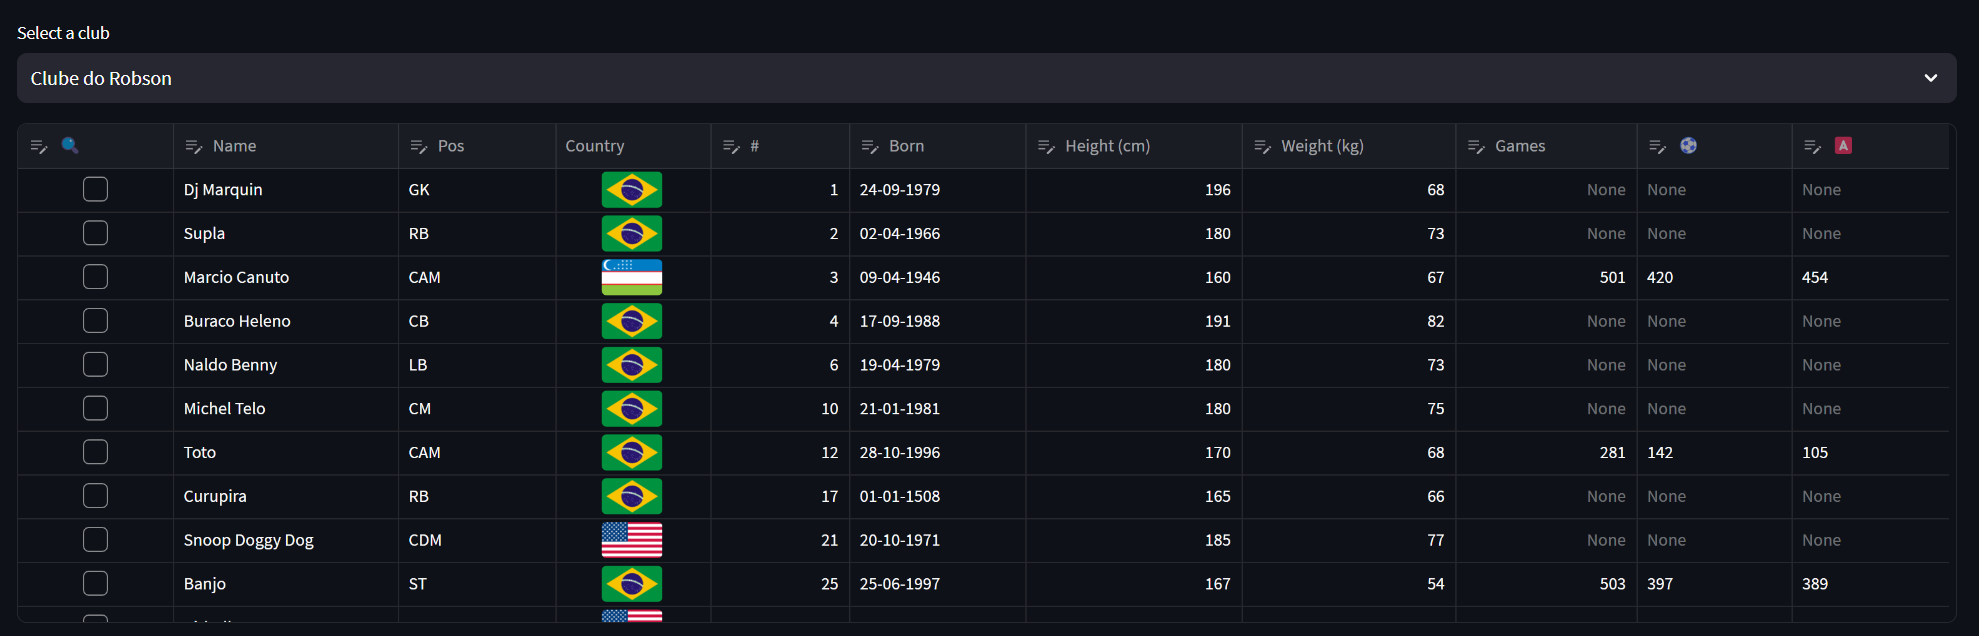 Select a club
Clube do Robson
Name Pos Country # Born Height (cm) Weight (kg) Games A
Dj Marquin GK 1 24-09-1979 196 68 None None None
Supla RB 2 02-04-1966 180 73 None None None
Marcio Canuto CAM 3 09-04-1946 160 67 501 420 454
Buraco Heleno CB 4 17-09-1988 191 82 None None None
Naldo Benny LB 6 19-04-1979 180 73 None None None
Michel Telo CM 10 21-01-1981 180 75 None None None
Toto CAM 12 28-10-1996 170 68 281 142 105
Curupira RB 17 01-01-1508 165 66 None None None
Snoop Doggy Dog CDM 21 20-10-1971 185 77 None None None
Banjo ST 25 25-06-1997 167 54 503 397 389